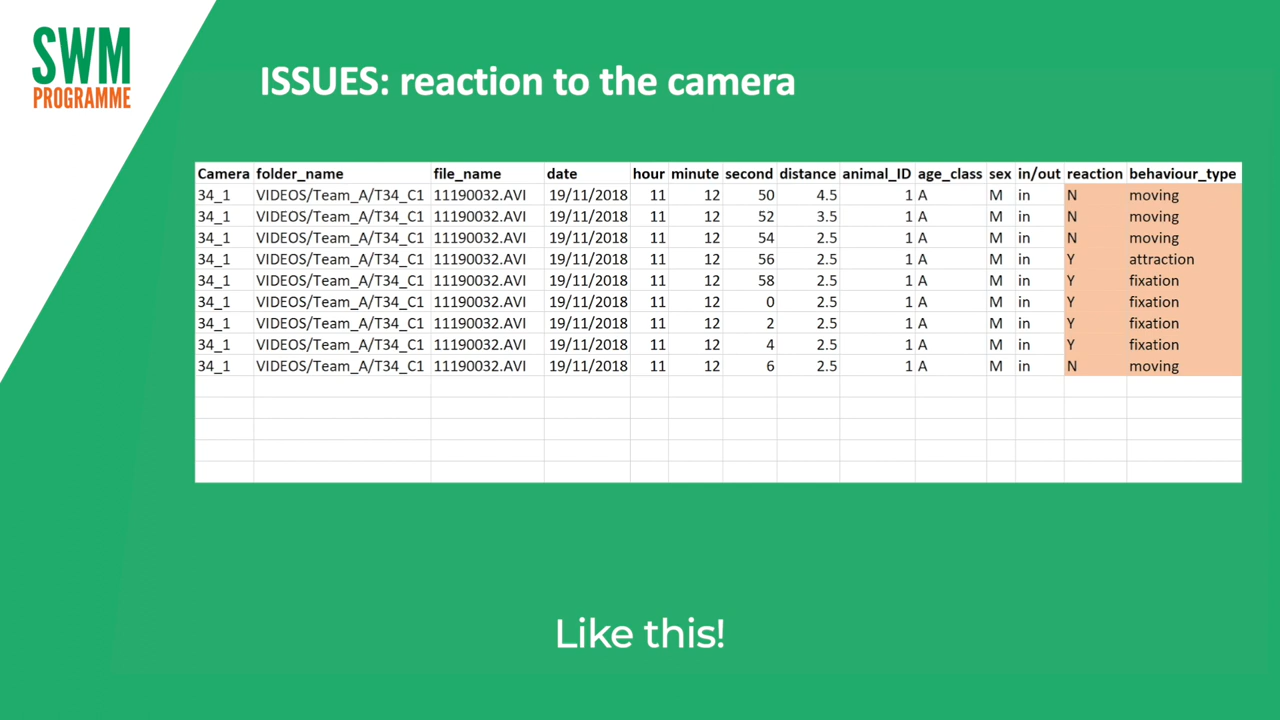 SWM
PROGRAMME
ISSUES: reaction to the camera
Camera folder_name file_name date hour minute second distance animal_ID age_class sex in/out reaction behaviour_type
34_1 VIDEOS/Team_A/T34_C1 11190032.AVI 19/11/2018 11 12 50 4.5 1 A M in N moving
34_1 VIDEOS/Team_A/T34_C1 11190032.AVI 19/11/2018 11 12 52 3.5 1 A M in N moving
34_1 VIDEOS/Team_A/T34_C1 11190032.AVI 19/11/2018 11 12 54 2.5 1 A M in N moving
34_1 VIDEOS/Team_A/T34_C1 11190032.AVI 19/11/2018 11 12 56 2.5 1 A M in Y attraction
34_1 VIDEOS/Team_A/T34_C1 11190032.AVI 19/11/2018 11 12 58 2.5 1 A M in Y fixation
34_1 VIDEOS/Team_A/T34_C1 11190032.AVI 19/11/2018 11 12 0 2.5 1 A M in Y fixation
34_1 VIDEOS/Team_A/T34_C1 11190032.AVI 19/11/2018 11 12 2 2.5 1 A M in Y fixation
34_1 VIDEOS/Team_A/T34_C1 11190032.AVI 19/11/2018 11 12 4 2.5 1 A M in Y fixation
34_1 VIDEOS/Team_A/T34_C1 11190032.AVI 19/11/2018 11 12 6 2.5 1 A M in N moving
Like this!